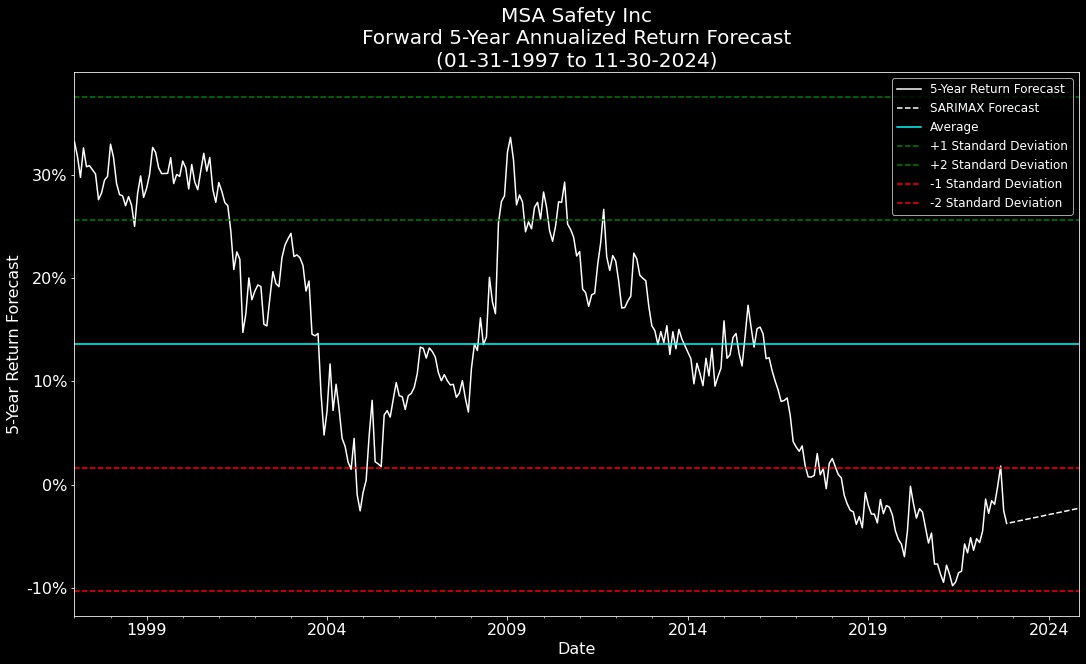 MSA Safety Inc
Forward 5-Year Annualized Return Forecast
(01-31-1997 to 11-30-2024)
5-Year Return Forecast
SARIMAX Forecast
Average
+1 Standard Deviation
+2 Standard Deviation
-1 Standard Deviation
-2 Standard Deviation
5-Year Return Forecast
30%
20%
10%
0%
-10%
1999 2004 2009 2014 2019 2024
Date